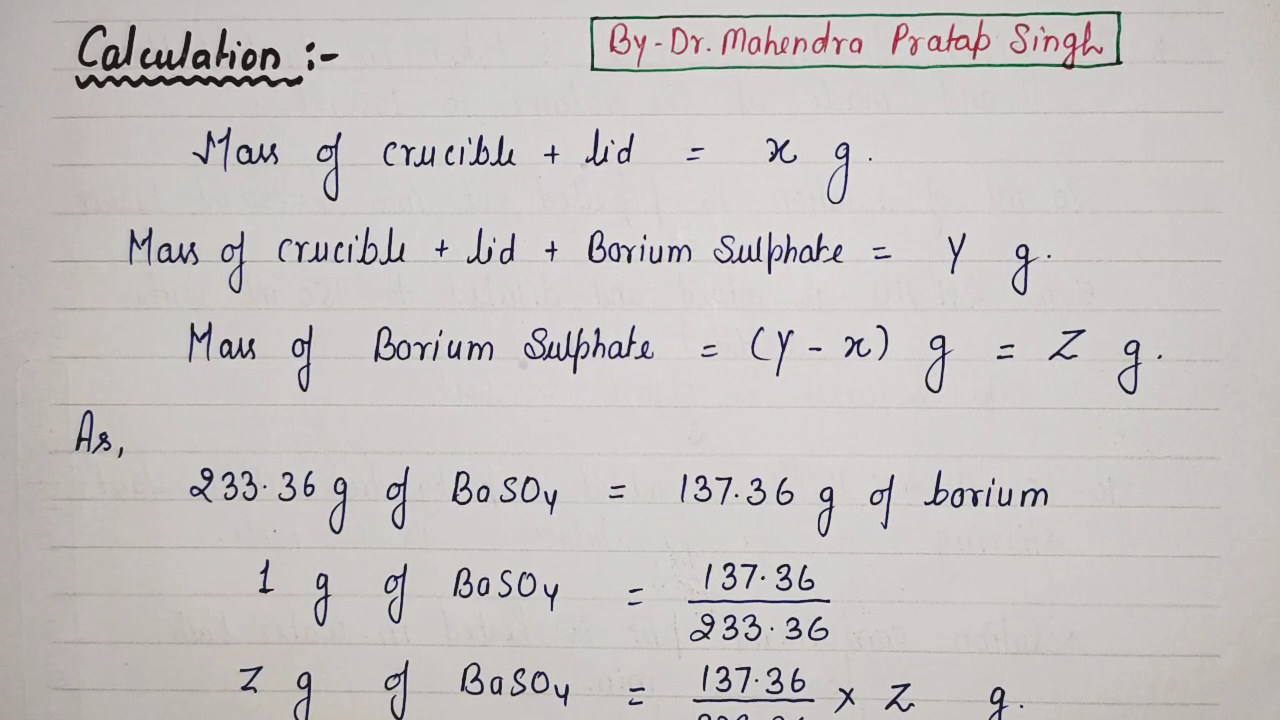 Calculation :-
By - Dr. Mahendra Pratap Singh
Mass of crucible + lid = x g.
Mass of crucible + lid + Barium Sulphate = Y g.
Mass of Barium Sulphate = (Y - x) g = Z g.
As,
233.36 g of BaSO4 = 137.36 g of barium
1 g of BaSO4 = 137.36 / 233.36
Z g of BaSO4 = 137.36 × Z g.